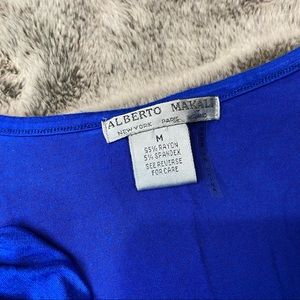 ALBERTO MAKALI
NEW YORK PARIS
M
95% RAYON
5% SPANDEX
SEE REVERSE
FOR CARE